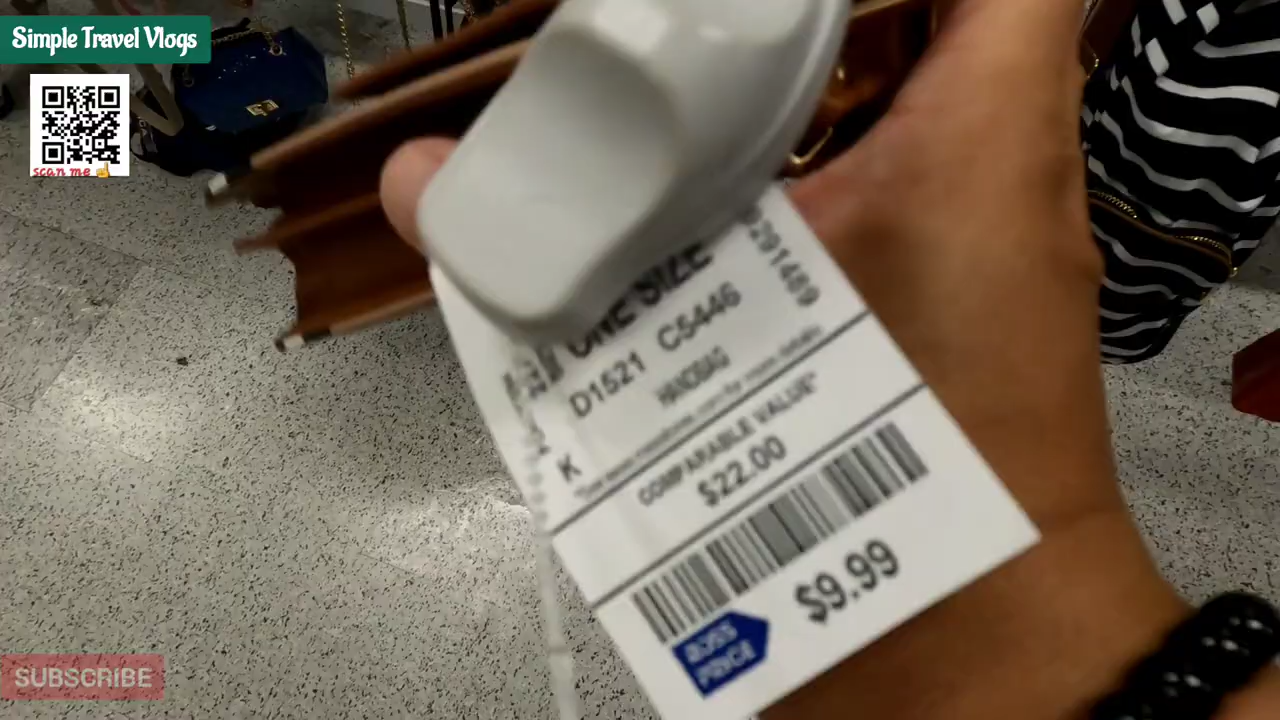 Simple Travel Vlogs
scan me
ONE SIZE
D1521 C5446
HANDBAG
K
COMPARABLE VALUE*
$22.00
$9.99
ROSS
PRICE
SUBSCRIBE